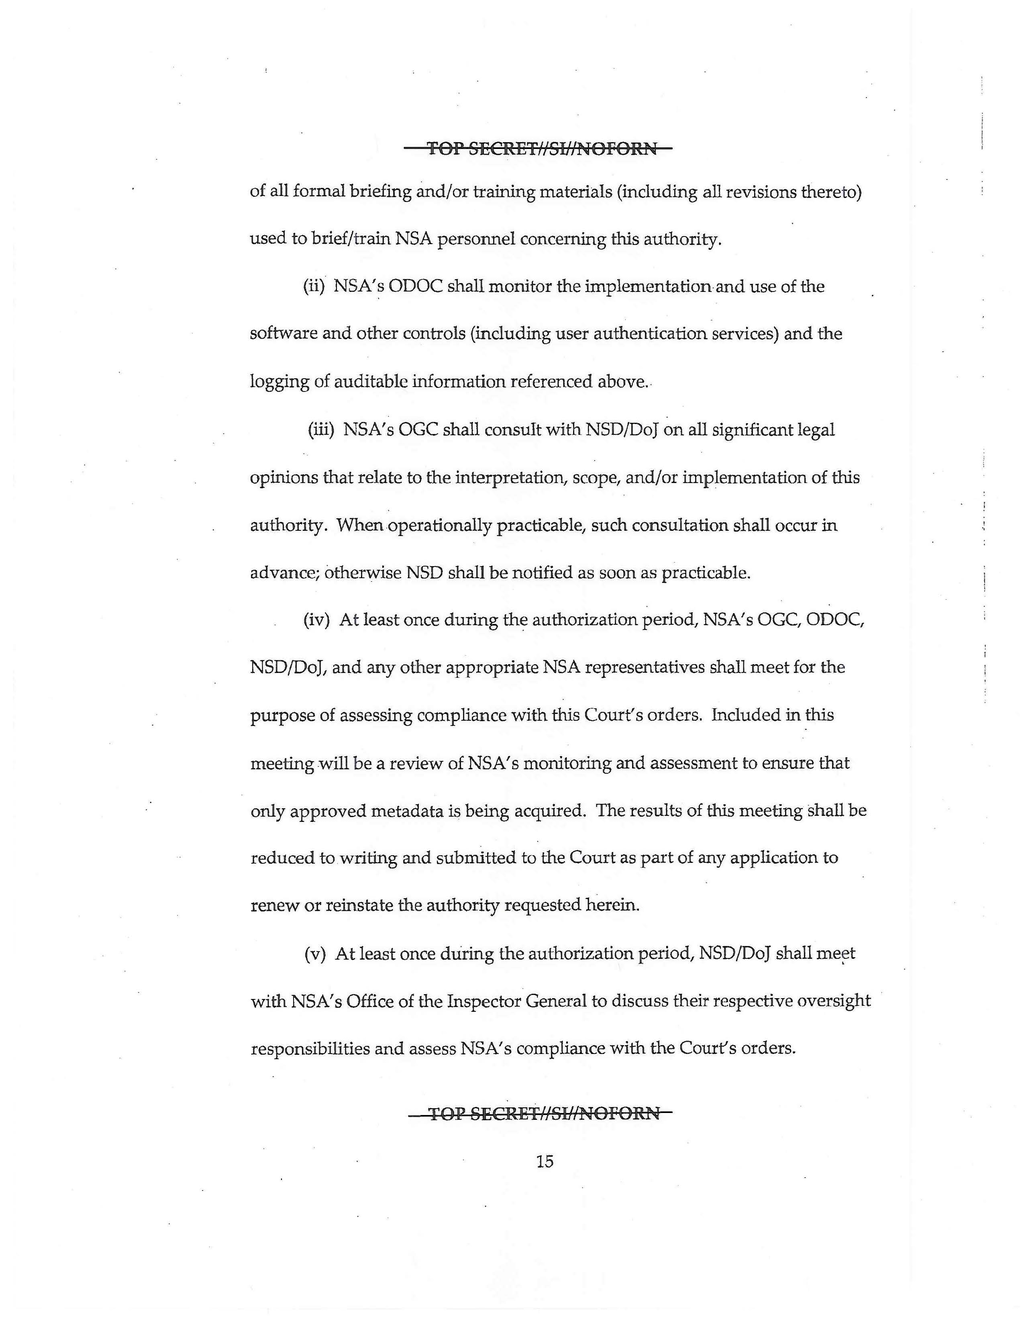 TOP SECRET//SI//NOFORN
of all formal briefing and/or training materials (including all revisions thereto)
used to brief/train NSA personnel concerning this authority.
(ii) NSA's ODOC shall monitor the implementation and use of the
software and other controls (including user authentication services) and the
logging of auditable information referenced above.
(iii) NSA's OGC shall consult with NSD/DoJ on all significant legal
opinions that relate to the interpretation, scope, and/or implementation of this
authority. When operationally practicable, such consultation shall occur in
advance; otherwise NSD shall be notified as soon as practicable.
(iv) At least once during the authorization period, NSA's OGC, ODOC,
NSD/DoJ, and any other appropriate NSA representatives shall meet for the
purpose of assessing compliance with this Court's orders. Included in this
meeting will be a review of NSA's monitoring and assessment to ensure that
only approved metadata is being acquired. The results of this meeting shall be
reduced to writing and submitted to the Court as part of any application to
renew or reinstate the authority requested herein.
(v) At least once during the authorization period, NSD/DoJ shall meet
with NSA's Office of the Inspector General to discuss their respective oversight
responsibilities and assess NSA's compliance with the Court's orders.
TOP SECRET//SI//NOFORN
15